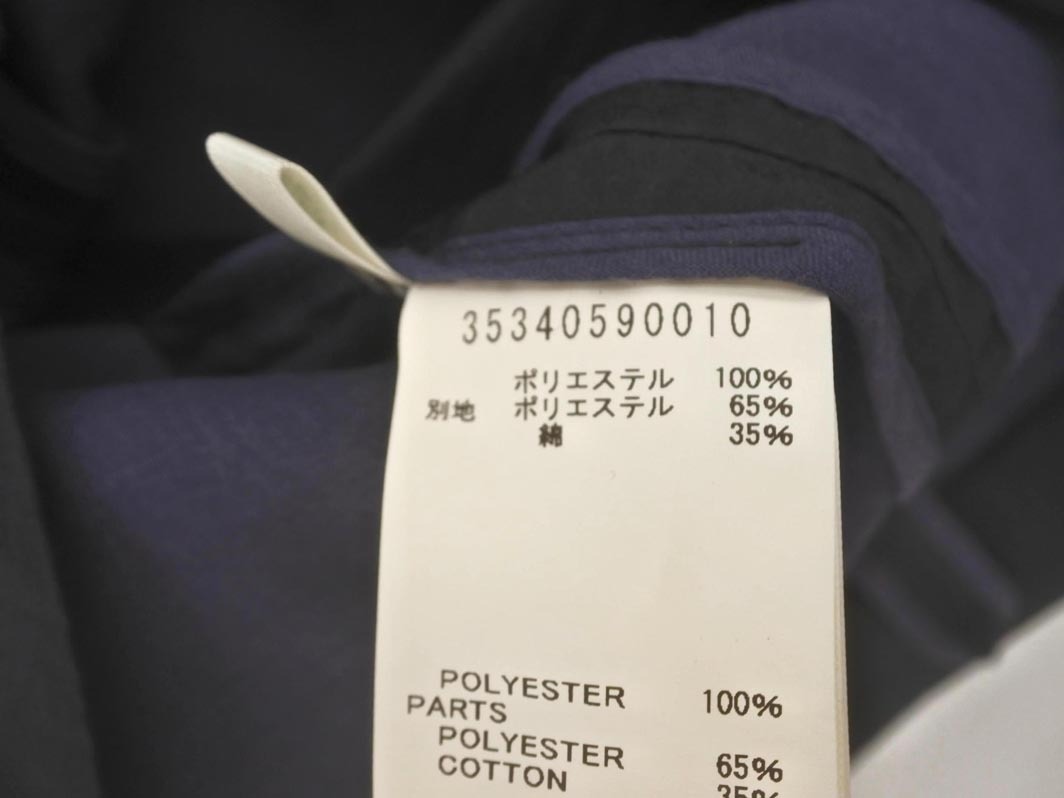 35340590010
ポリエステル 100%
別地 ポリエステル 65%
綿 35%
POLYESTER 100%
PARTS
POLYESTER 65%
COTTON 35%